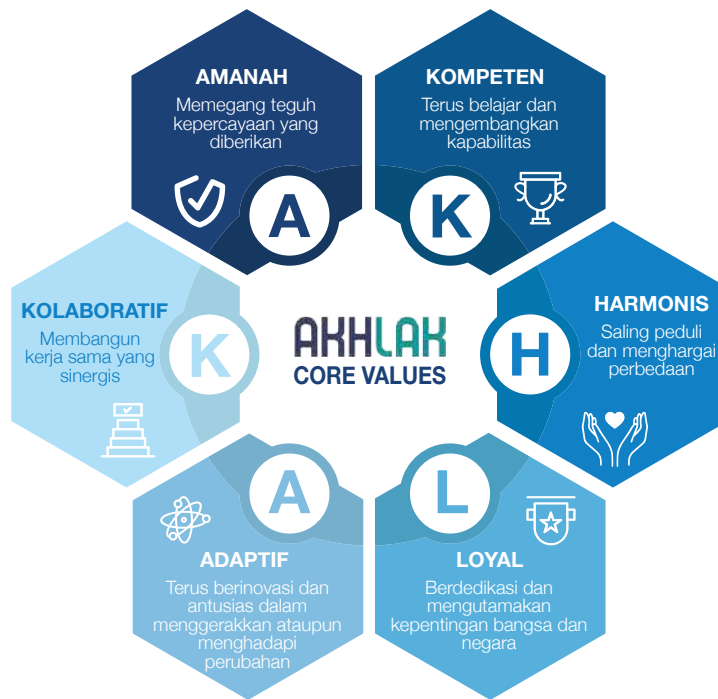 AMANAH
Memegang teguh
kepercayaan yang
diberikan
A
KOMPETEN
Terus belajar dan
mengembangkan
kapabilitas
K
HARMONIS
Saling peduli
dan menghargai
perbedaan
H
LOYAL
Berdedikasi dan
mengutamakan
kepentingan bangsa dan
negara
L
ADAPTIF
Terus berinovasi dan
antusias dalam
menggerakkan ataupun
menghadapi
perubahan
A
KOLABORATIF
Membangun
kerja sama yang
sinergis
K
AKHLAK
CORE VALUES